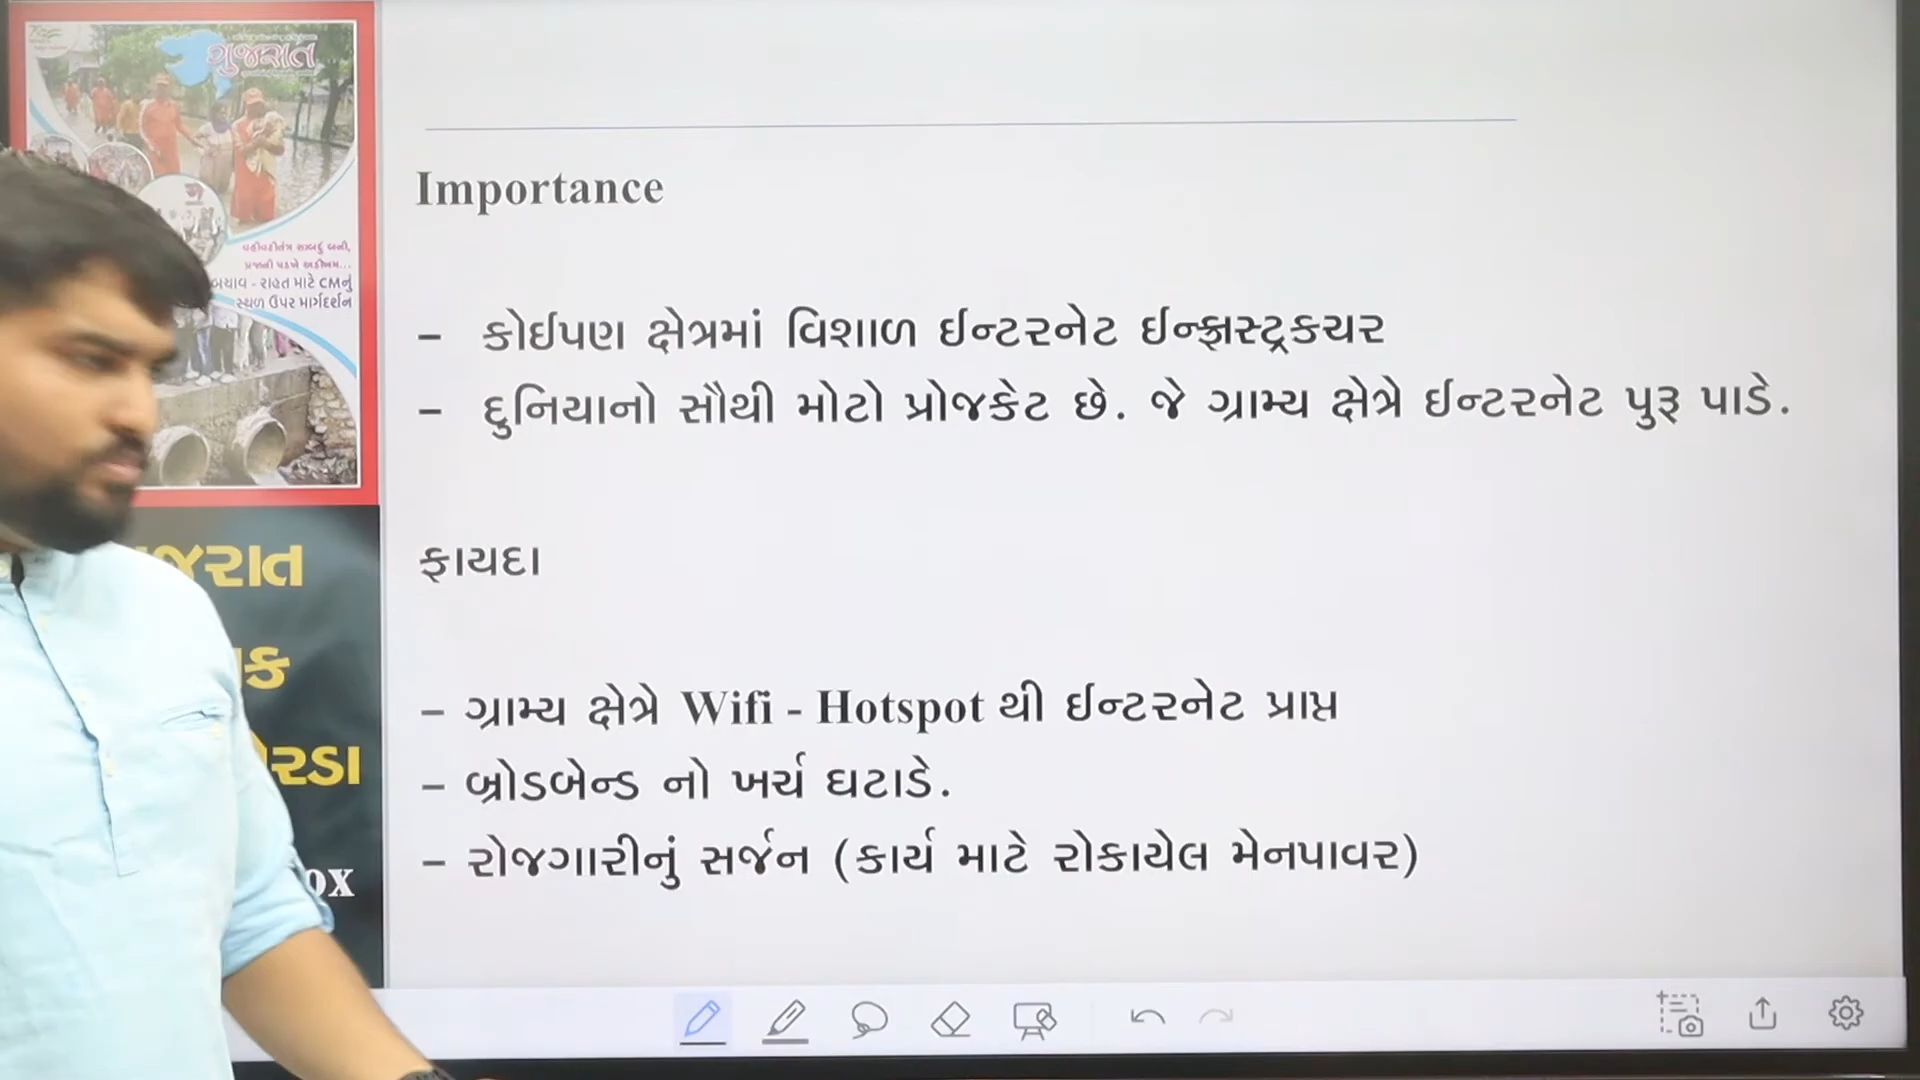 ગુજરાત
વહીવટીતંત્ર સાબદું બની,
પ્રજાની પડખે અડીખમ...
બચાવ - રાહત માટે CMનું
સ્થળ ઉપર માર્ગદર્શન
Importance
– કોઈપણ ક્ષેત્રમાં વિશાળ ઈન્ટરનેટ ઈન્ફ્રાસ્ટ્રક્ચર
– દુનિયાનો સૌથી મોટો પ્રોજકેટ છે. જે ગ્રામ્ય ક્ષેત્રે ઈન્ટરનેટ પુરૂ પાડે.
ફાયદા
– ગ્રામ્ય ક્ષેત્રે Wifi - Hotspot થી ઈન્ટરનેટ પ્રાપ્ત
– બ્રોડબેન્ડ નો ખર્ચ ઘટાડે.
– રોજગારીનું સર્જન (કાર્ય માટે રોકાયેલ મેનપાવર)